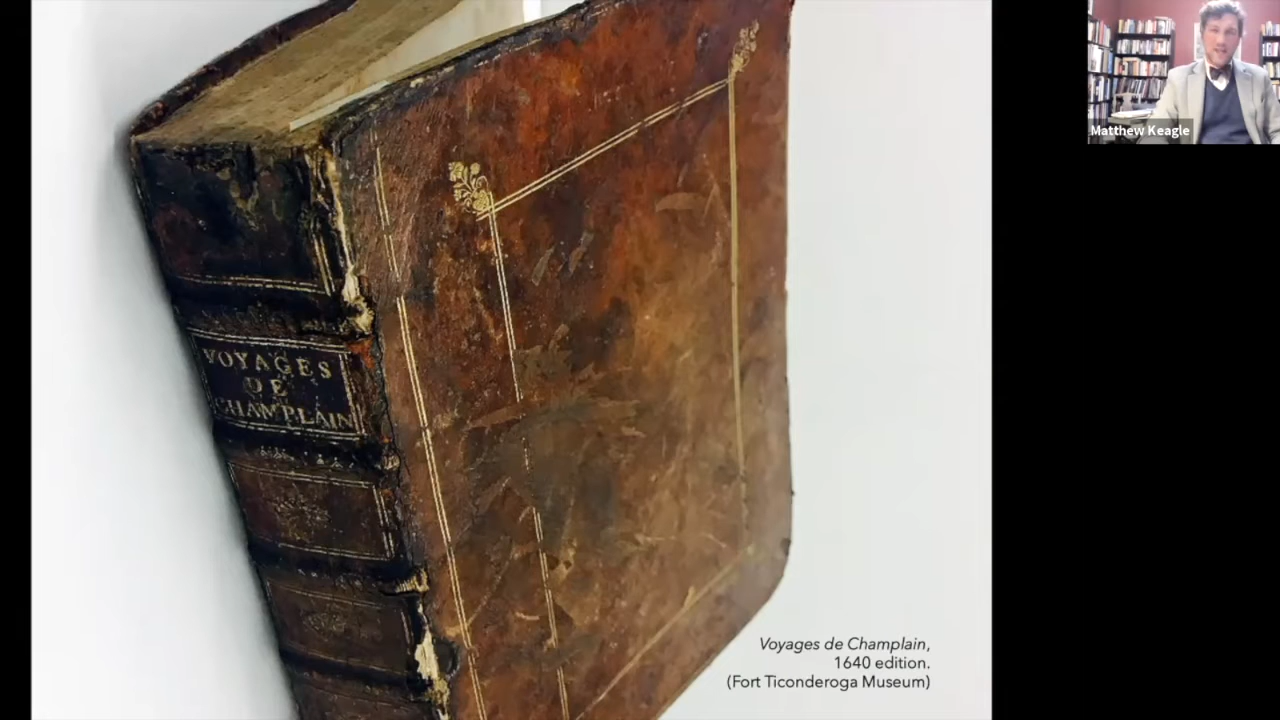 VOYAGES
DE
CHAMPLAIN
Voyages de Champlain,
1640 edition.
(Fort Ticonderoga Museum)
Matthew Keagle